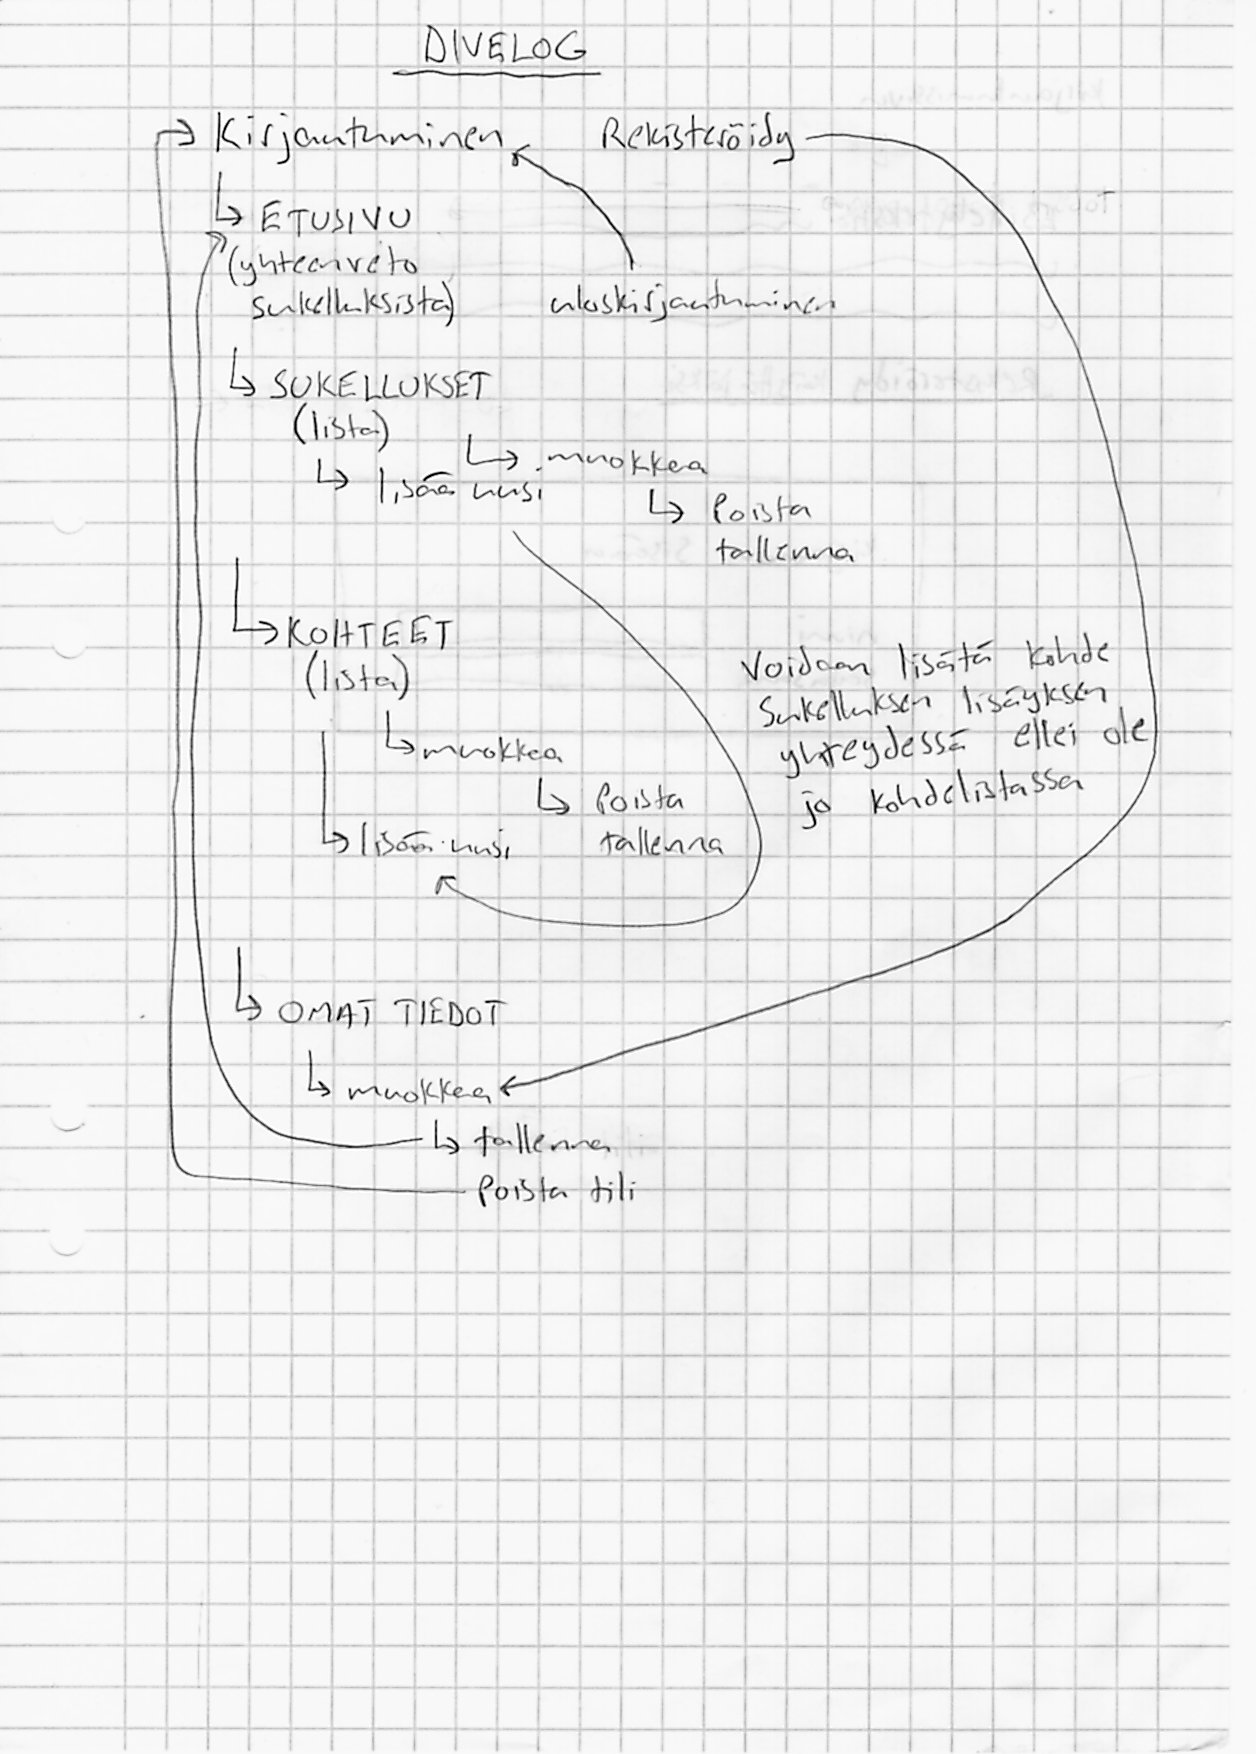 DIVELOG
Kirjautuminen Rekisteröidy
ETUSIVU
(yhteenveto
sukelluksista) uloskirjautuminen
SUKELLUKSET
(lista)
muokkaa
lisää uusi
Poista
tallenna
KOHTEET
(lista)
Voidaan lisätä kohde
Sukelluksen lisäyksen
yhteydessä ellei ole
jo kohdelistassa
muokkaa
Poista
lisää uusi tallenna
OMAT TIEDOT
muokkaa
tallenna
Poista tili